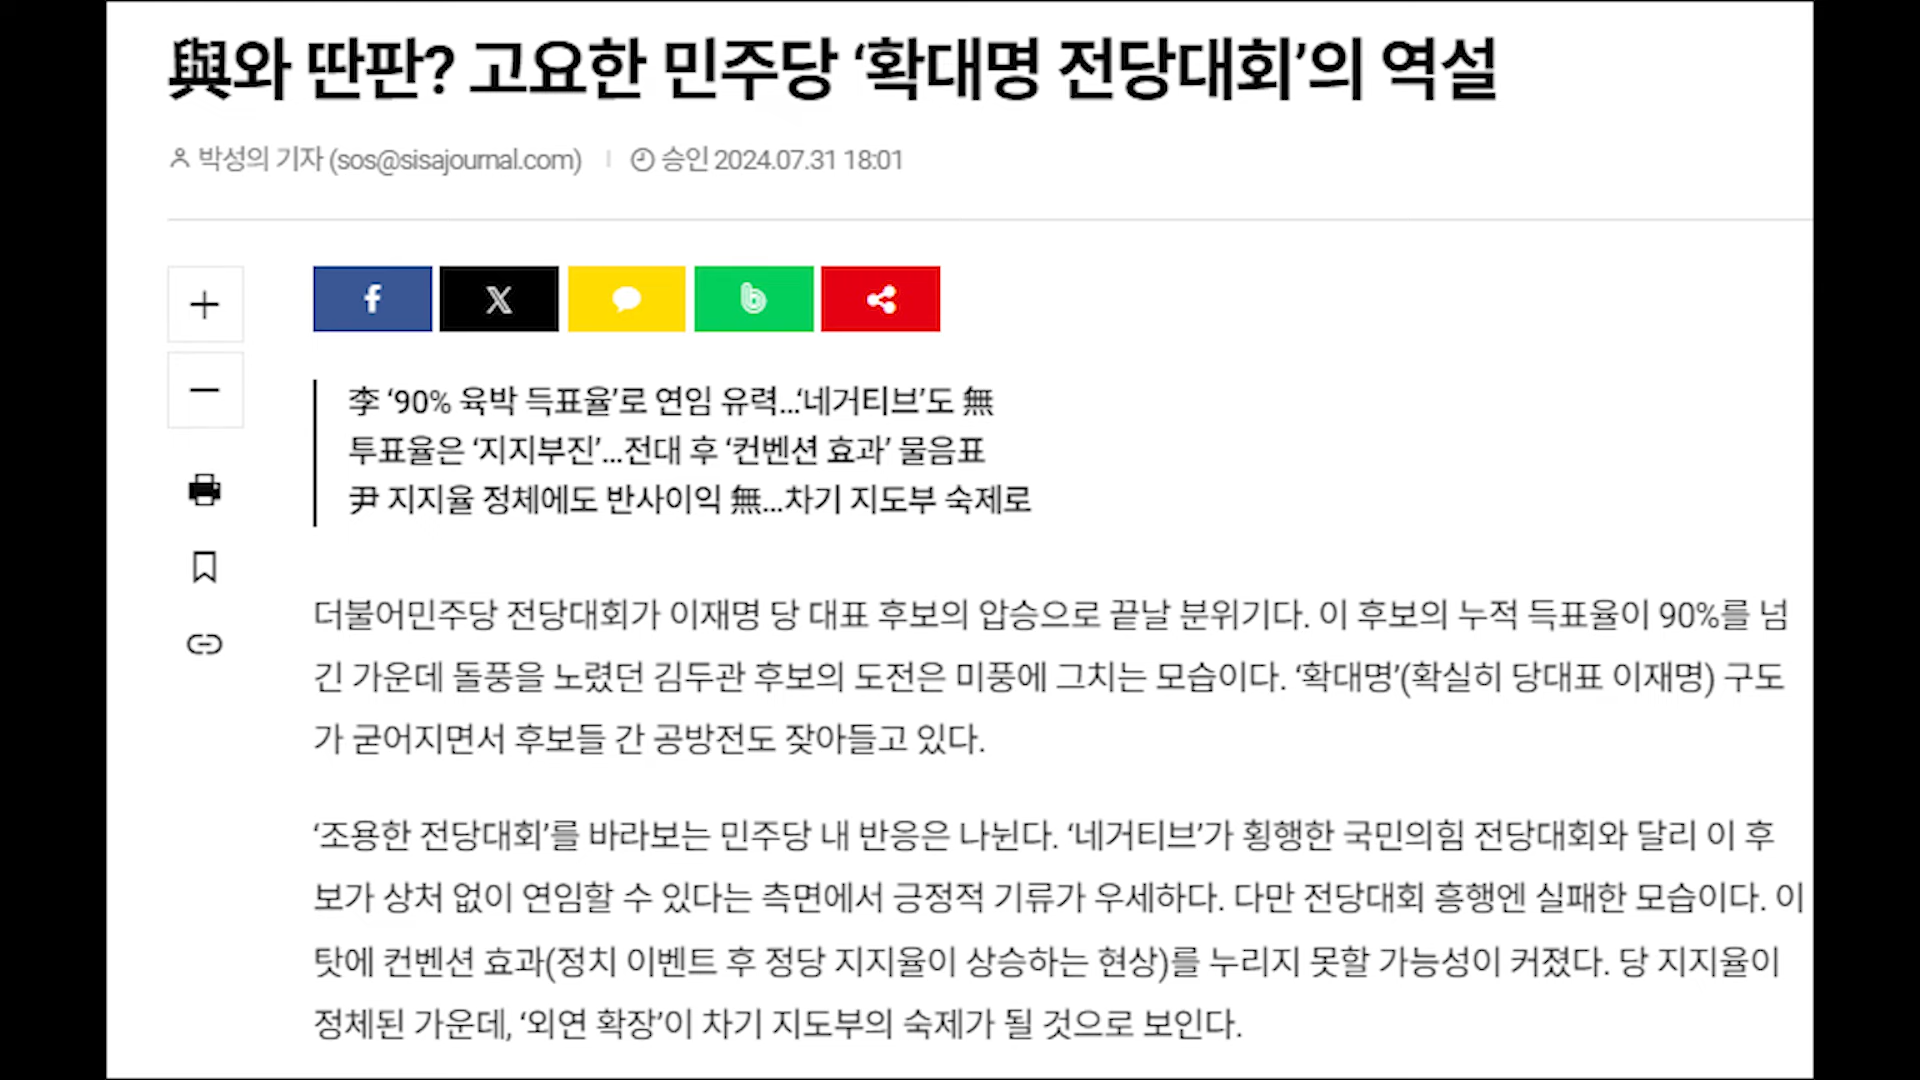 與와 딴판? 고요한 민주당 ‘확대명 전당대회’의 역설
박성의 기자 (sos@sisajournal.com)
승인 2024.07.31 18:01
李 ‘90% 육박 득표율’로 연임 유력…‘네거티브’도 無
투표율은 ‘지지부진’…전대 후 ‘컨벤션 효과’ 물음표
尹 지지율 정체에도 반사이익 無…차기 지도부 숙제로
더불어민주당 전당대회가 이재명 당 대표 후보의 압승으로 끝날 분위기다. 이 후보의 누적 득표율이 90%를 넘
긴 가운데 돌풍을 노렸던 김두관 후보의 도전은 미풍에 그치는 모습이다. ‘확대명’(확실히 당대표 이재명) 구도
가 굳어지면서 후보들 간 공방전도 잦아들고 있다.
‘조용한 전당대회’를 바라보는 민주당 내 반응은 나뉜다. ‘네거티브’가 횡행한 국민의힘 전당대회와 달리 이 후
보가 상처 없이 연임할 수 있다는 측면에서 긍정적 기류가 우세하다. 다만 전당대회 흥행엔 실패한 모습이다. 이
탓에 컨벤션 효과(정치 이벤트 후 정당 지지율이 상승하는 현상)를 누리지 못할 가능성이 커졌다. 당 지지율이
정체된 가운데, ‘외연 확장’이 차기 지도부의 숙제가 될 것으로 보인다.